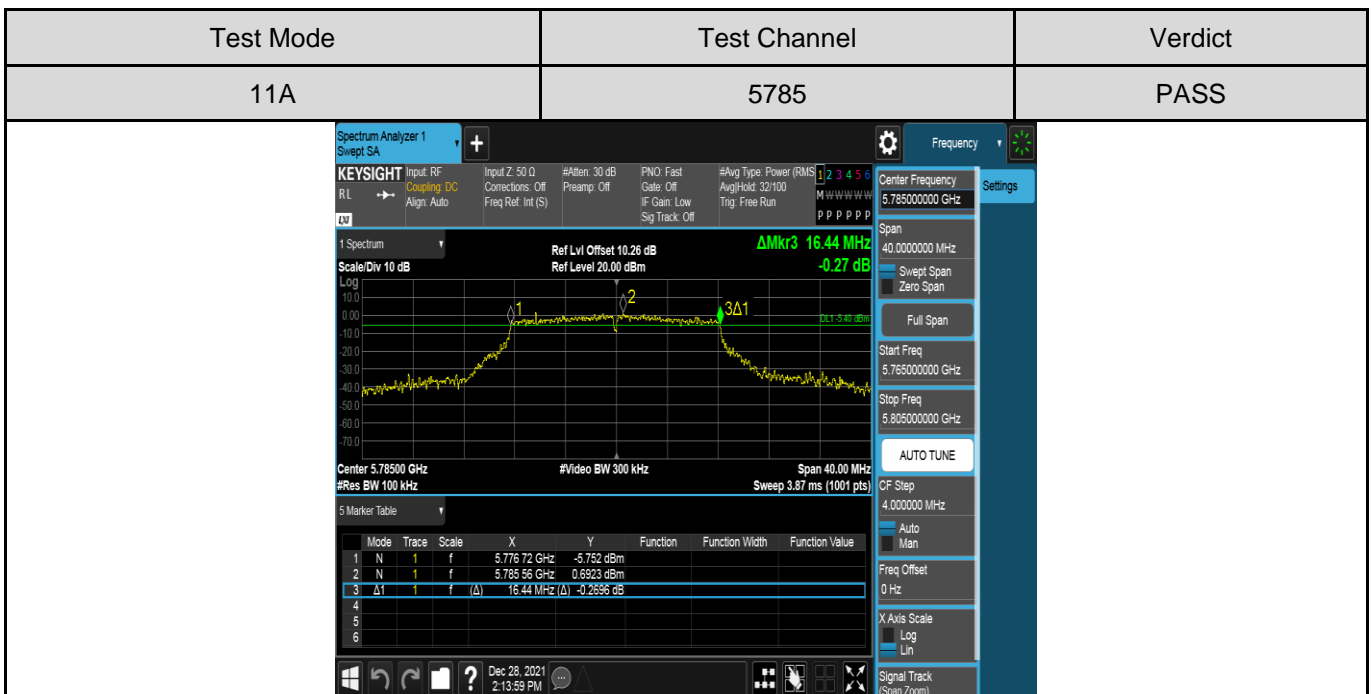 Test Mode Test Channel Verdict
11A 5785 PASS
Spectrum Analyzer 1
Swept SA
+
Frequency
KEYSIGHT Input: RF Input Z: 50 Ω #Atten: 30 dB PNO: Fast #Avg Type: Power (RMS 1 2 3 4 5 6
RL Coupling: DC Corrections: Off Preamp: Off Gate: Off Avg|Hold: 32/100 M W W W W W
Align: Auto Freq Ref: Int (S) IF Gain: Low Trig: Free Run
Sig Track: Off P P P P P P
LXI
1 Spectrum
Ref Lvl Offset 10.26 dB ΔMkr3 16.44 MHz
Scale/Div 10 dB Ref Level 20.00 dBm -0.27 dB
Log
10.0
0.00
-10.0
-20.0
-30.0
-40.0
-50.0
-60.0
-70.0
1 2 3Δ1
DL1 -5.40 dBm
Center 5.78500 GHz #Video BW 300 kHz Span 40.00 MHz
#Res BW 100 kHz Sweep 3.87 ms (1001 pts)
5 Marker Table
Mode Trace Scale X Y Function Function Width Function Value
1 N 1 f 5.776 72 GHz -5.752 dBm
2 N 1 f 5.785 56 GHz 0.6923 dBm
3 Δ1 1 f (Δ) 16.44 MHz (Δ) -0.2696 dB
4
5
6
? Dec 28, 2021
2:13:59 PM
Center Frequency
5.785000000 GHz
Settings
Span
40.0000000 MHz
Swept Span
Zero Span
Full Span
Start Freq
5.765000000 GHz
Stop Freq
5.805000000 GHz
AUTO TUNE
CF Step
4.000000 MHz
Auto
Man
Freq Offset
0 Hz
X Axis Scale
Log
Lin
Signal Track
(Span Zoom)